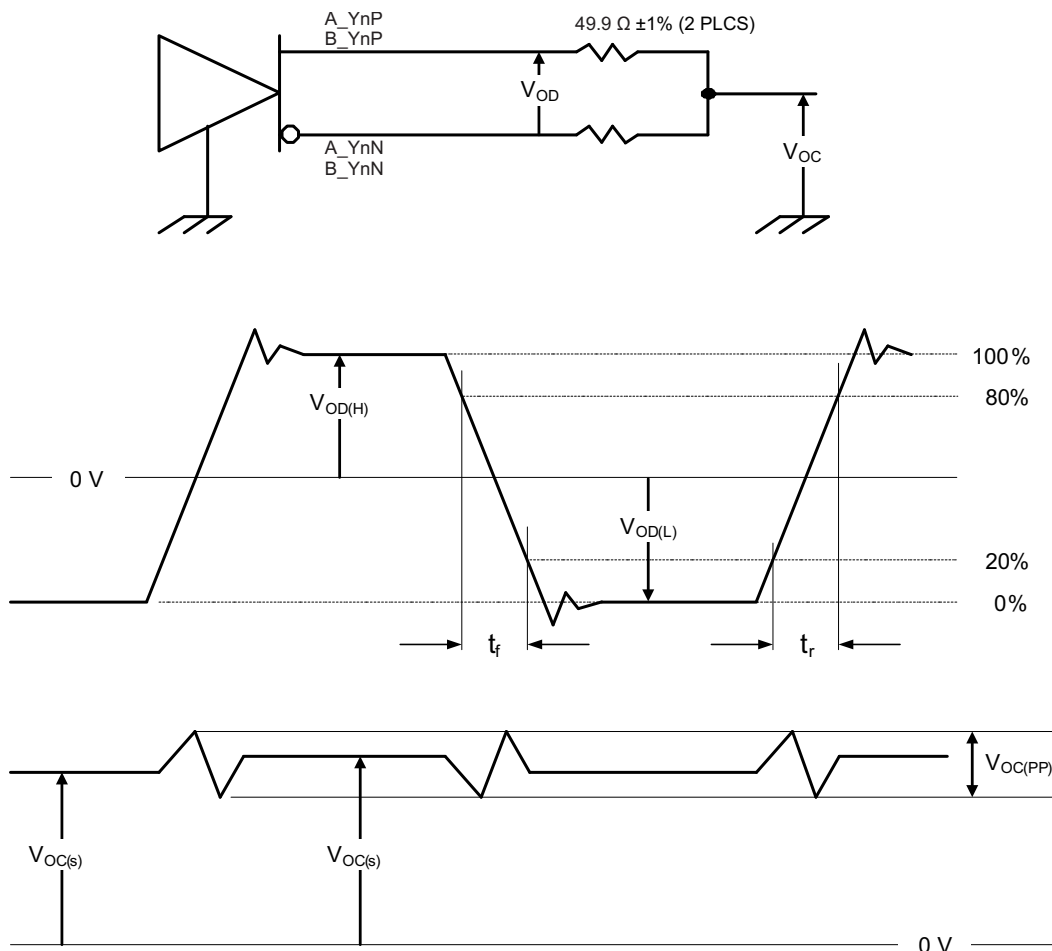 A_YnP
B_YnP
49.9 Ω ±1% (2 PLCS)
VOD
A_YnN
B_YnN
VOC
100%
80%
VOD(H)
0 V
VOD(L)
20%
0%
tf
tr
VOC(PP)
VOC(s)
VOC(s)
0 V